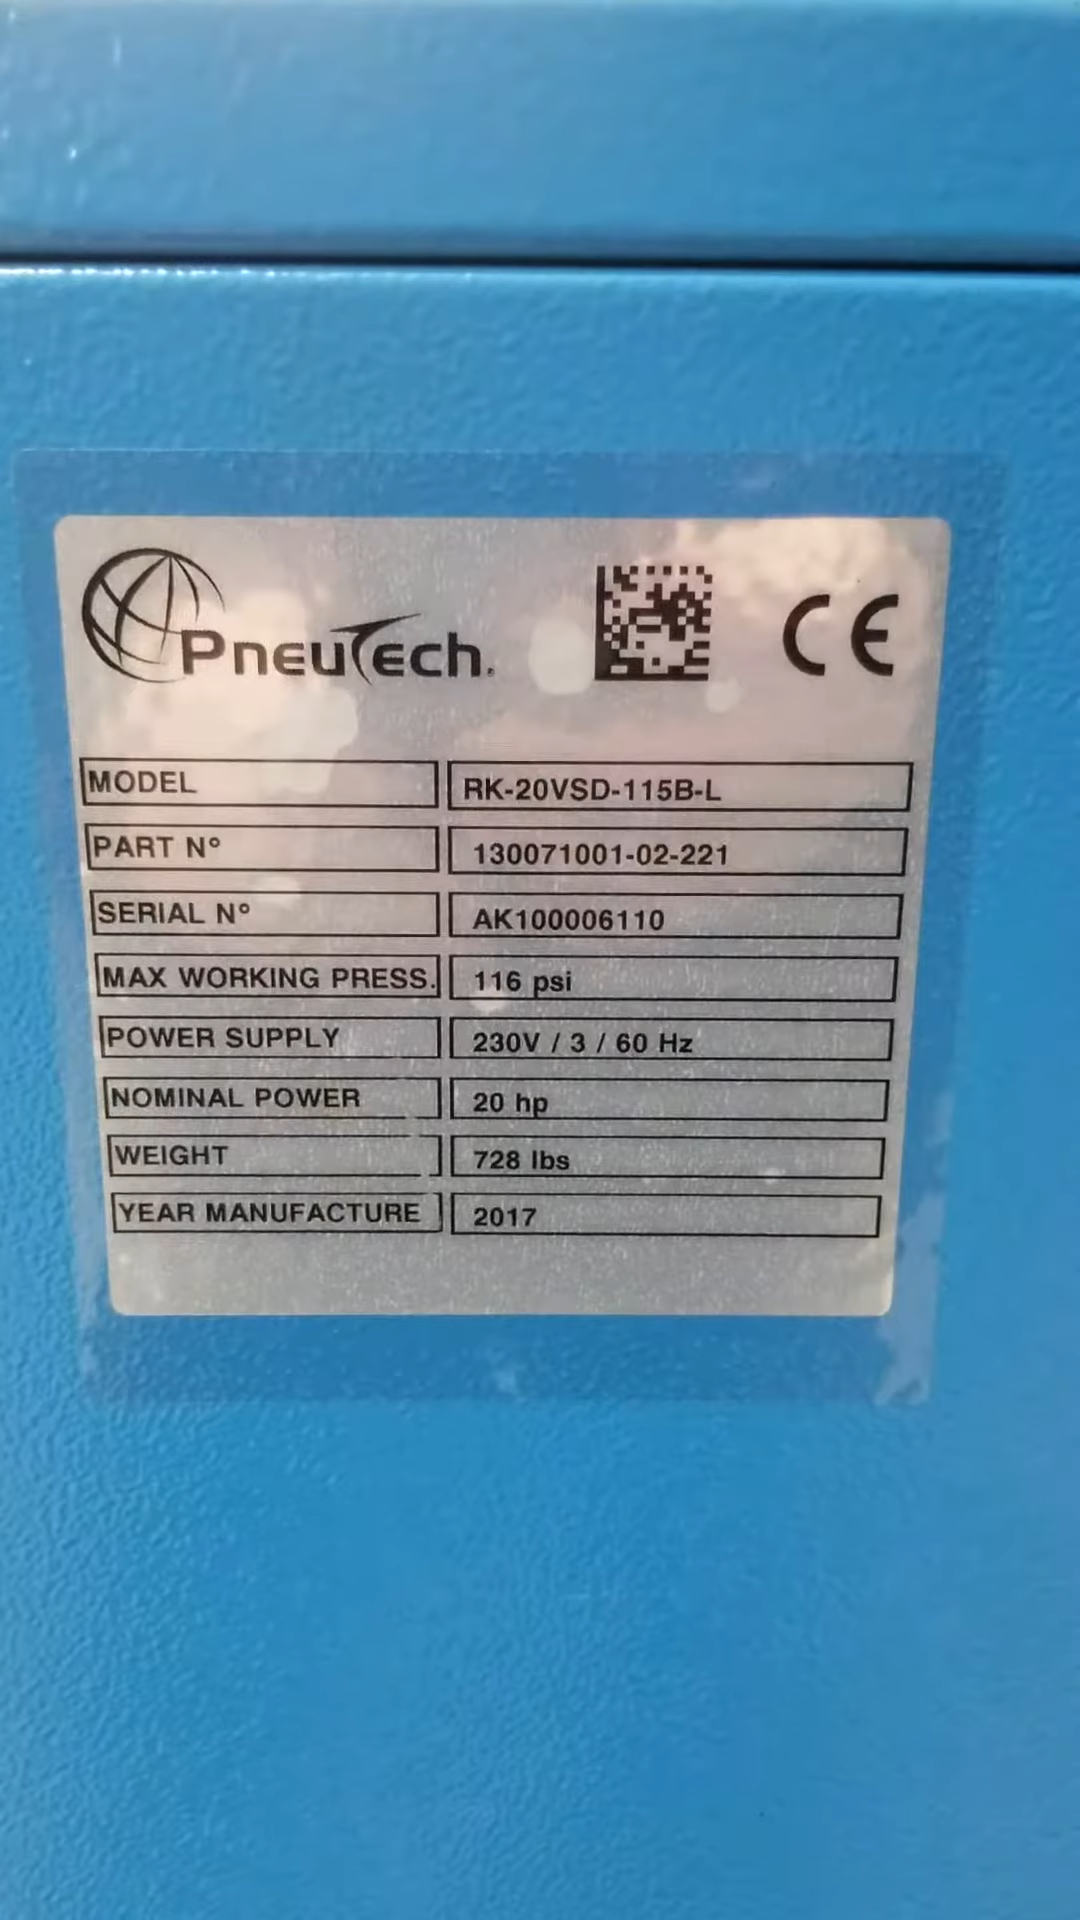 PneuTech.
CE
MODEL RK-20VSD-115B-L
PART N° 130071001-02-221
SERIAL N° AK100006110
MAX WORKING PRESS. 116 psi
POWER SUPPLY 230V / 3 / 60 Hz
NOMINAL POWER 20 hp
WEIGHT 728 lbs
YEAR MANUFACTURE 2017